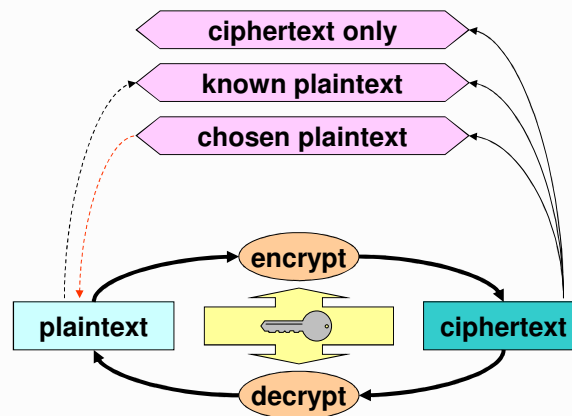 ciphertext only
known plaintext
chosen plaintext
encrypt
plaintext
ciphertext
decrypt